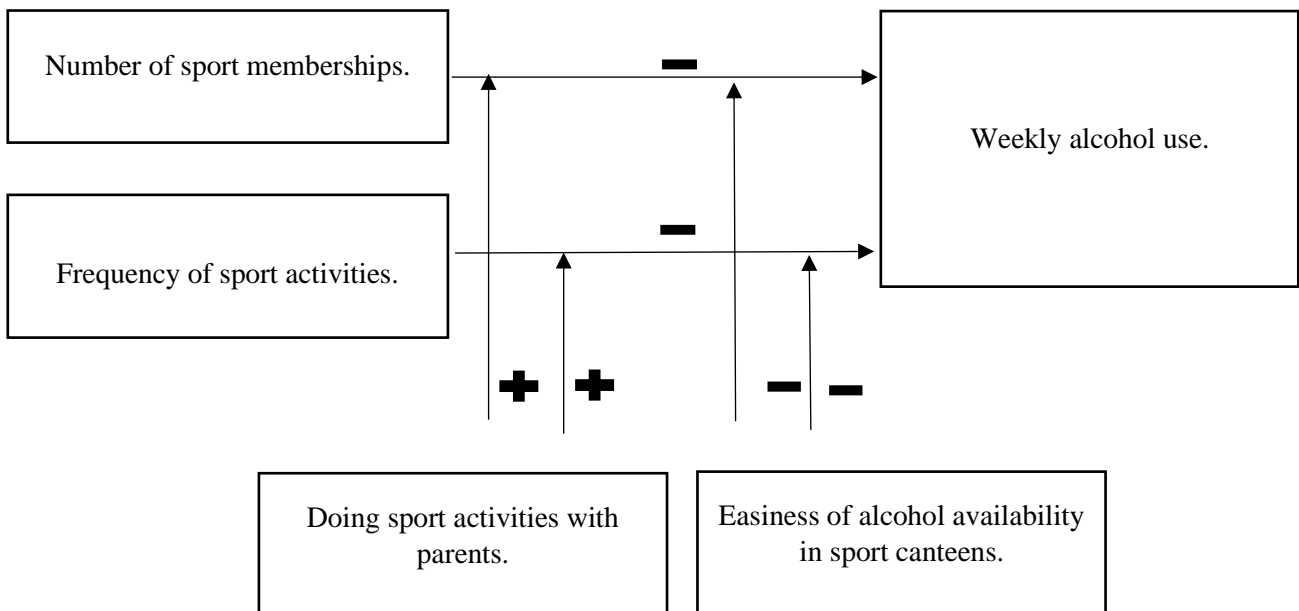 Number of sport memberships.
Weekly alcohol use.
Frequency of sport activities.
Doing sport activities with
parents.
Easiness of alcohol availability
in sport canteens.